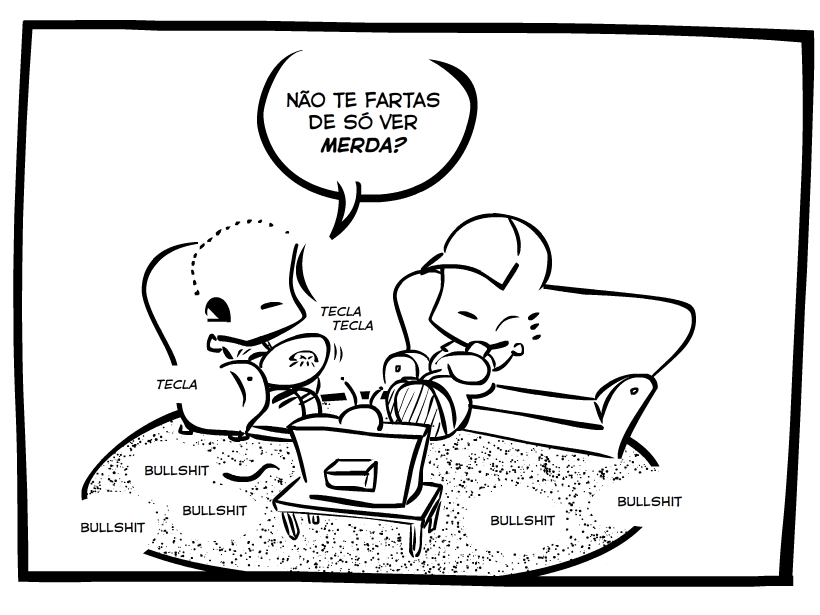 NÃO TE FARTAS
DE SÓ VER
MERDA?
TECLA
TECLA
TECLA
BULLSHIT
BULLSHIT
BULLSHIT
BULLSHIT
BULLSHIT